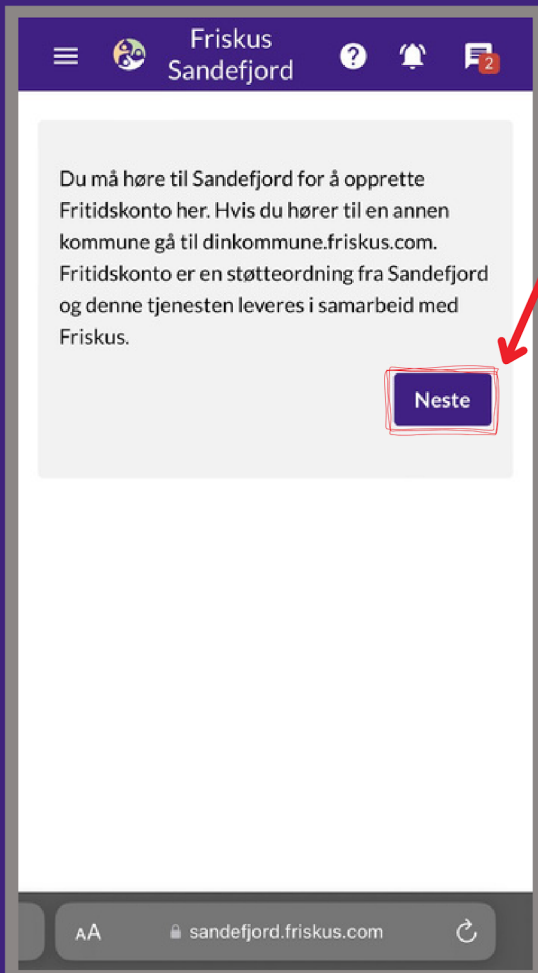 Friskus
Sandefjord
2
Du må høre til Sandefjord for å opprette
Fritidskonto her. Hvis du hører til en annen
kommune gå til dinkommune.friskus.com.
Fritidskonto er en støtteordning fra Sandefjord
og denne tjenesten leveres i samarbeid med
Friskus.
Neste
AA sandefjord.friskus.com